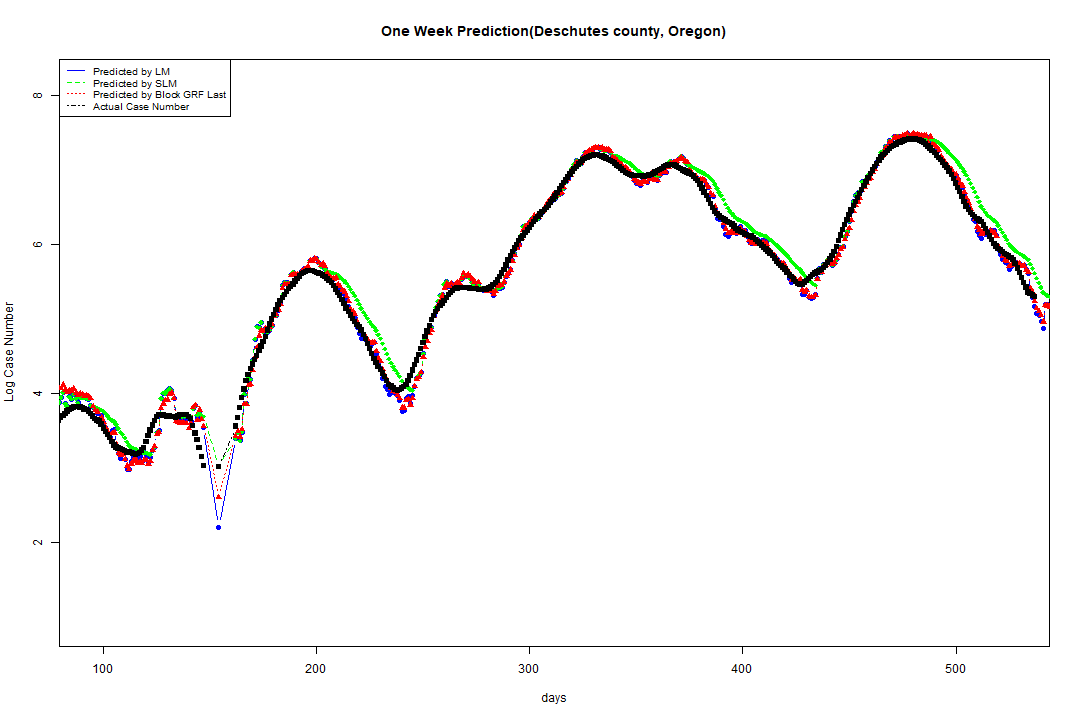 One Week Prediction(Deschutes county, Oregon)
Predicted by LM
Predicted by SLM
Predicted by Block GRF Last
Actual Case Number
8
6
4
2
Log Case Number
100 200 300 400 500
days